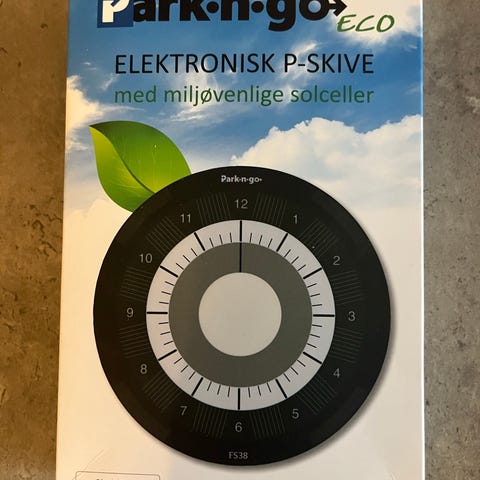 Park·n·go
ECO
ELEKTRONISK P-SKIVE
med miljøvenlige solceller
Park·n·go
12
11
1
10
2
9
3
8
4
7
5
6
FS38